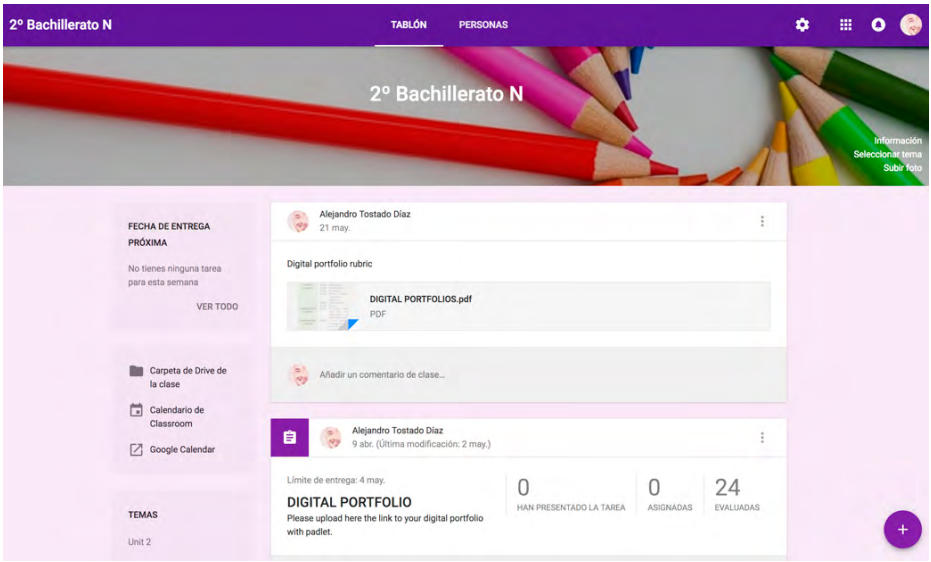 2º Bachillerato N
TABLÓN
PERSONAS
2º Bachillerato N
Información
Seleccionar tema
Subir foto
FECHA DE ENTREGA
PRÓXIMA
No tienes ninguna tarea
para esta semana
VER TODO
Carpeta de Drive de
la clase
Calendario de
Classroom
Google Calendar
TEMAS
Unit 2
Alejandro Tostado Díaz
21 may.
Digital portfolio rubric
DIGITAL PORTFOLIOS.pdf
PDF
Añadir un comentario de clase...
Alejandro Tostado Díaz
9 abr. (Última modificación: 2 may.)
Límite de entrega: 4 may.
DIGITAL PORTFOLIO
Please upload here the link to your digital portfolio
with padlet.
0
HAN PRESENTADO LA TAREA
0
ASIGNADAS
24
EVALUADAS